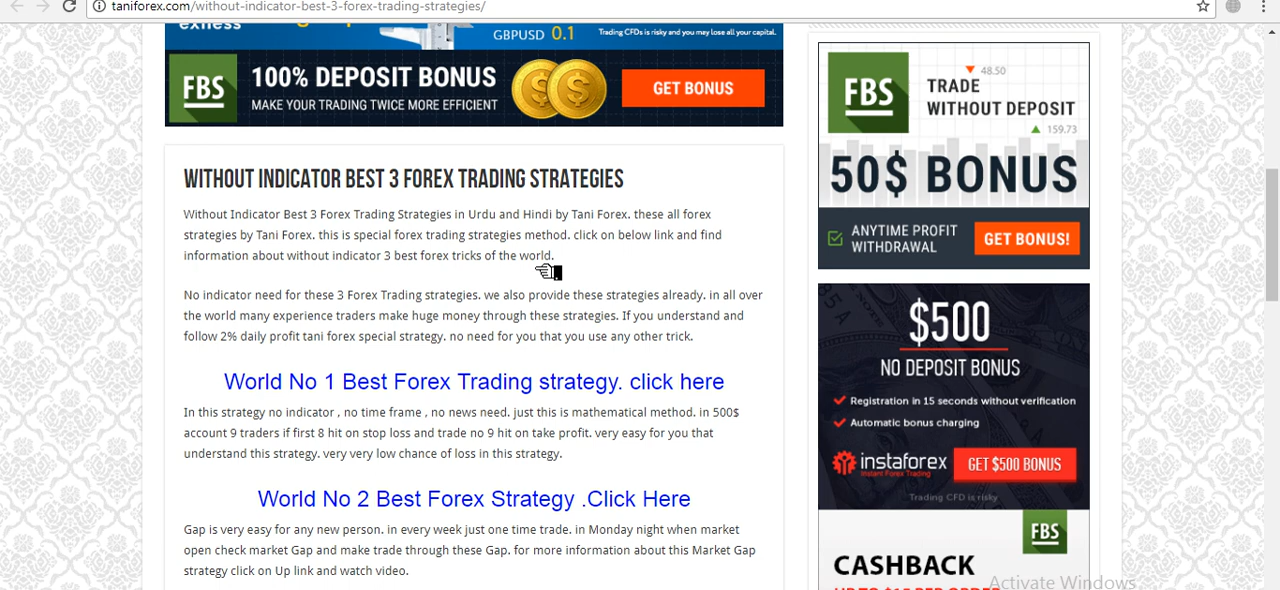 taniforex.com/without-indicator-best-3-forex-trading-strategies/
exness
GBPUSD 0.1
Trading CFDs is risky and you may lose all your capital.
FBS
100% DEPOSIT BONUS
MAKE YOUR TRADING TWICE MORE EFFICIENT
GET BONUS
WITHOUT INDICATOR BEST 3 FOREX TRADING STRATEGIES
Without Indicator Best 3 Forex Trading Strategies in Urdu and Hindi by Tani Forex. these all forex
strategies by Tani Forex. this is special forex trading strategies method. click on below link and find
information about without indicator 3 best forex tricks of the world.
No indicator need for these 3 Forex Trading strategies. we also provide these strategies already. in all over
the world many experience traders make huge money through these strategies. If you understand and
follow 2% daily profit tani forex special strategy. no need for you that you use any other trick.
World No 1 Best Forex Trading strategy. click here
In this strategy no indicator , no time frame , no news need. just this is mathematical method. in 500$
account 9 traders if first 8 hit on stop loss and trade no 9 hit on take profit. very easy for you that
understand this strategy. very very low chance of loss in this strategy.
World No 2 Best Forex Strategy .Click Here
Gap is very easy for any new person. in every week just one time trade. in Monday night when market
open check market Gap and make trade through these Gap. for more information about this Market Gap
strategy click on Up link and watch video.
FBS
48.50
TRADE
WITHOUT DEPOSIT
159.73
50$ BONUS
ANYTIME PROFIT
WITHDRAWAL
GET BONUS!
$500
NO DEPOSIT BONUS
Registration in 15 seconds without verification
Automatic bonus charging
instaforex
Instant Forex Trading
GET $500 BONUS
Trading CFD is risky
FBS
CASHBACK
Activate Windows